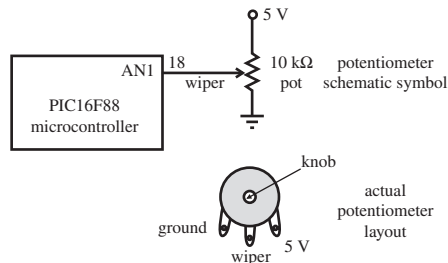 5 V
AN1
18
wiper
10 kΩ
pot
potentiometer
schematic symbol
PIC16F88
microcontroller
knob
actual
potentiometer
layout
ground
wiper
5 V